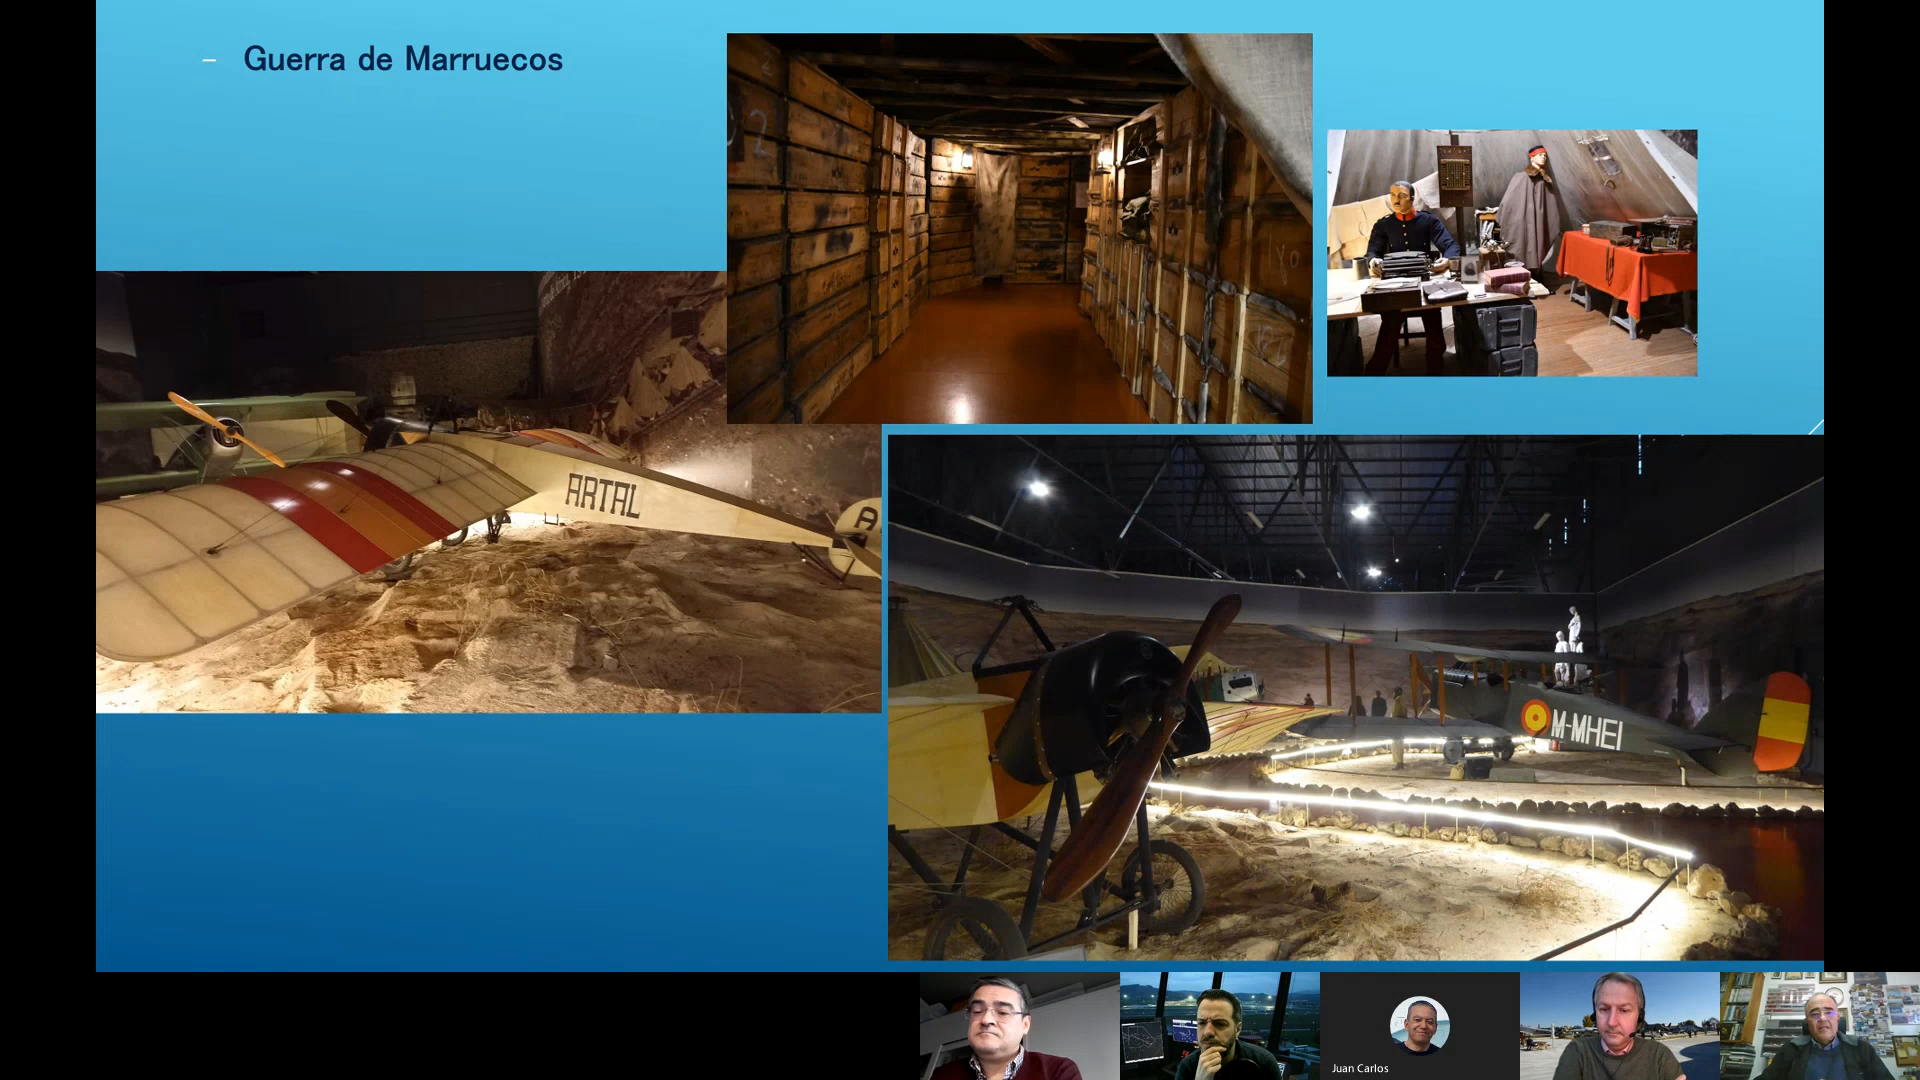 – Guerra de Marruecos
ARTAL
A
M-MHEI
Juan Carlos